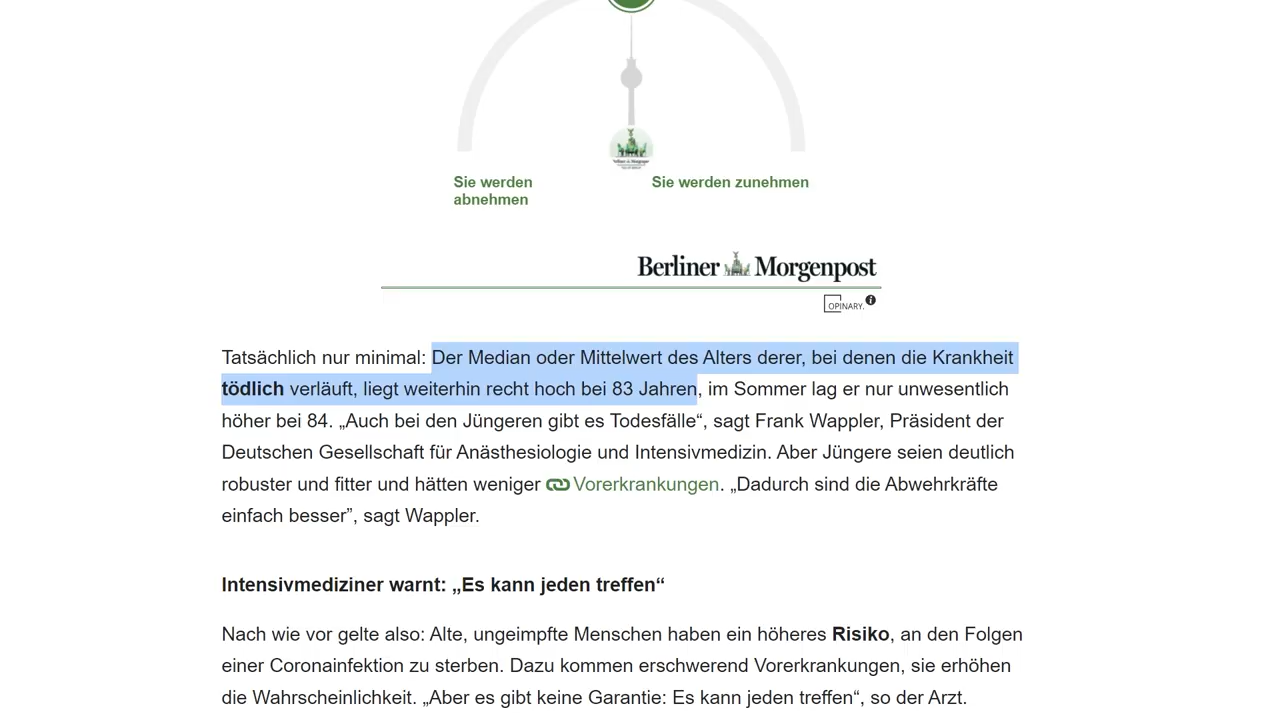 Sie werden
abnehmen
Sie werden zunehmen
Berliner Morgenpost
OPINARY.
Tatsächlich nur minimal: Der Median oder Mittelwert des Alters derer, bei denen die Krankheit
tödlich verläuft, liegt weiterhin recht hoch bei 83 Jahren, im Sommer lag er nur unwesentlich
höher bei 84. „Auch bei den Jüngeren gibt es Todesfälle“, sagt Frank Wappler, Präsident der
Deutschen Gesellschaft für Anästhesiologie und Intensivmedizin. Aber Jüngere seien deutlich
robuster und fitter und hätten weniger Vorerkrankungen. „Dadurch sind die Abwehrkräfte
einfach besser”, sagt Wappler.
Intensivmediziner warnt: „Es kann jeden treffen“
Nach wie vor gelte also: Alte, ungeimpfte Menschen haben ein höheres Risiko, an den Folgen
einer Coronainfektion zu sterben. Dazu kommen erschwerend Vorerkrankungen, sie erhöhen
die Wahrscheinlichkeit. „Aber es gibt keine Garantie: Es kann jeden treffen“, so der Arzt.